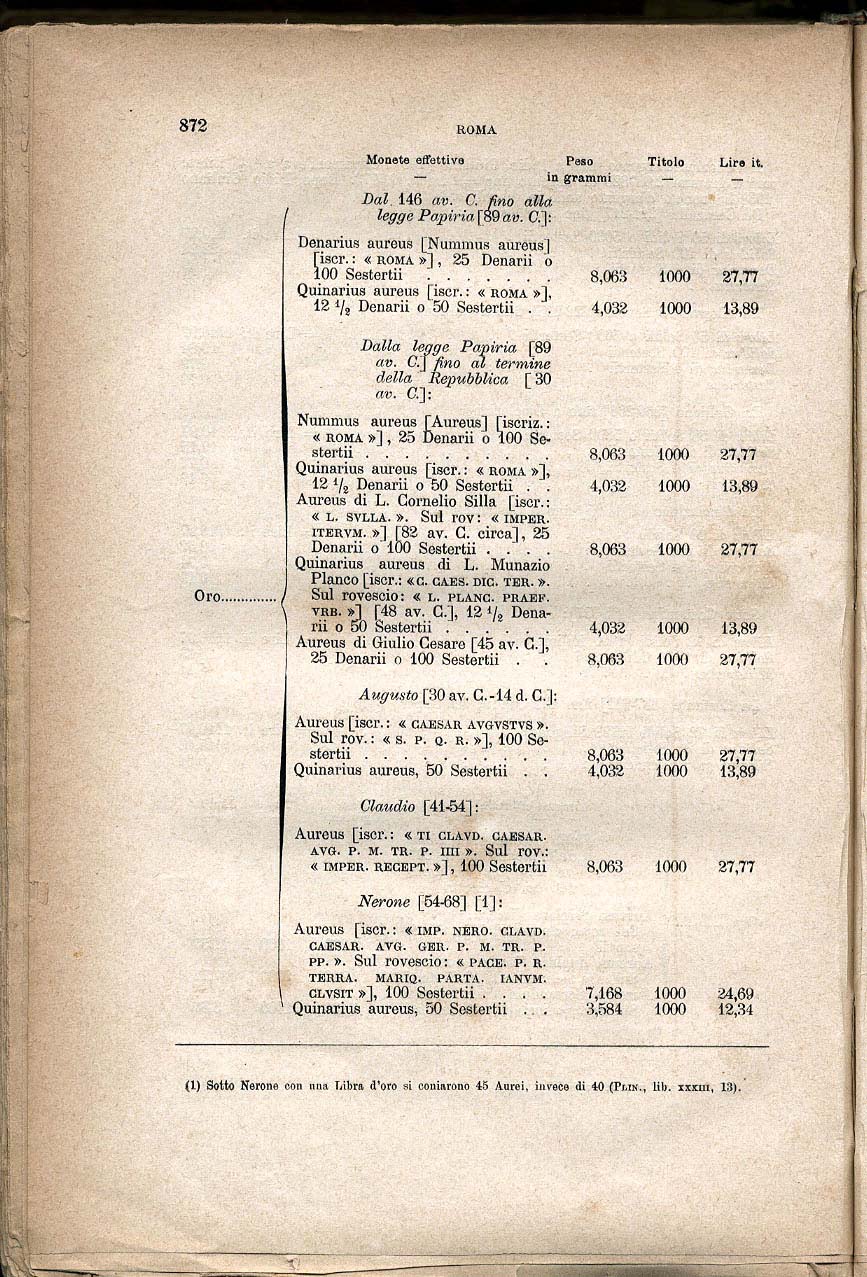 872
ROMA
Monete effettive Peso Titolo Lire it.
— in grammi — —
Dal 146 av. C. fino alla
legge Papiria [89 av. C.]:
Denarius aureus [Nummus aureus]
[iscr.: « ROMA »], 25 Denarii o
100 Sestertii . . . . . . . 8,063 1000 27,77
Quinarius aureus [iscr.: « ROMA »],
12 1/2 Denarii o 50 Sestertii . . 4,032 1000 13,89
Dalla legge Papiria [89
av. C.] fino al termine
della Repubblica [30
av. C.]:
Nummus aureus [Aureus] [iscriz.:
« ROMA »], 25 Denarii o 100 Se-
stertii . . . . . . . . . . 8,063 1000 27,77
Quinarius aureus [iscr.: « ROMA »],
12 1/2 Denarii o 50 Sestertii . . 4,032 1000 13,89
Aureus di L. Cornelio Silla [iscr.:
« L. SVLLA. ». Sul rov: « IMPER.
ITERVM. »] [82 av. C. circa], 25
Denarii o 100 Sestertii . . . . 8,063 1000 27,77
Quinarius aureus di L. Munazio
Planco [iscr.: «C. CAES. DIC. TER. ».
Oro.............. Sul rovescio: « L. PLANC. PRAEF.
VRB. »] [48 av. C.], 12 1/2 Dena-
rii o 50 Sestertii . . . . . . 4,032 1000 13,89
Aureus di Giulio Cesare [45 av. C.],
25 Denarii o 100 Sestertii . . 8,063 1000 27,77
Augusto [30 av. C.-14 d. C.]:
Aureus [iscr.: « CAESAR AVGVSTVS ».
Sul rov.: « S. P. Q. R. »], 100 Se-
stertii . . . . . . . . . . 8,063 1000 27,77
Quinarius aureus, 50 Sestertii . . 4,032 1000 13,89
Claudio [41-54]:
Aureus [iscr.: « TI CLAVD. CAESAR.
AVG. P. M. TR. P. IIII ». Sul rov.:
« IMPER. RECEPT. »], 100 Sestertii 8,063 1000 27,77
Nerone [54-68] [1]:
Aureus [iscr.: « IMP. NERO. CLAVD.
CAESAR. AVG. GER. P. M. TR. P.
PP. ». Sul rovescio: « PACE. P. R.
TERRA. MARIQ. PARTA. IANVM.
CLVSIT »], 100 Sestertii . . . . 7,168 1000 24,69
Quinarius aureus, 50 Sestertii . . . 3,584 1000 12,34
(1) Sotto Nerone con una Libra d'oro si coniarono 45 Aurei, invece di 40 (PLIN., lib. XXXIII, 13).